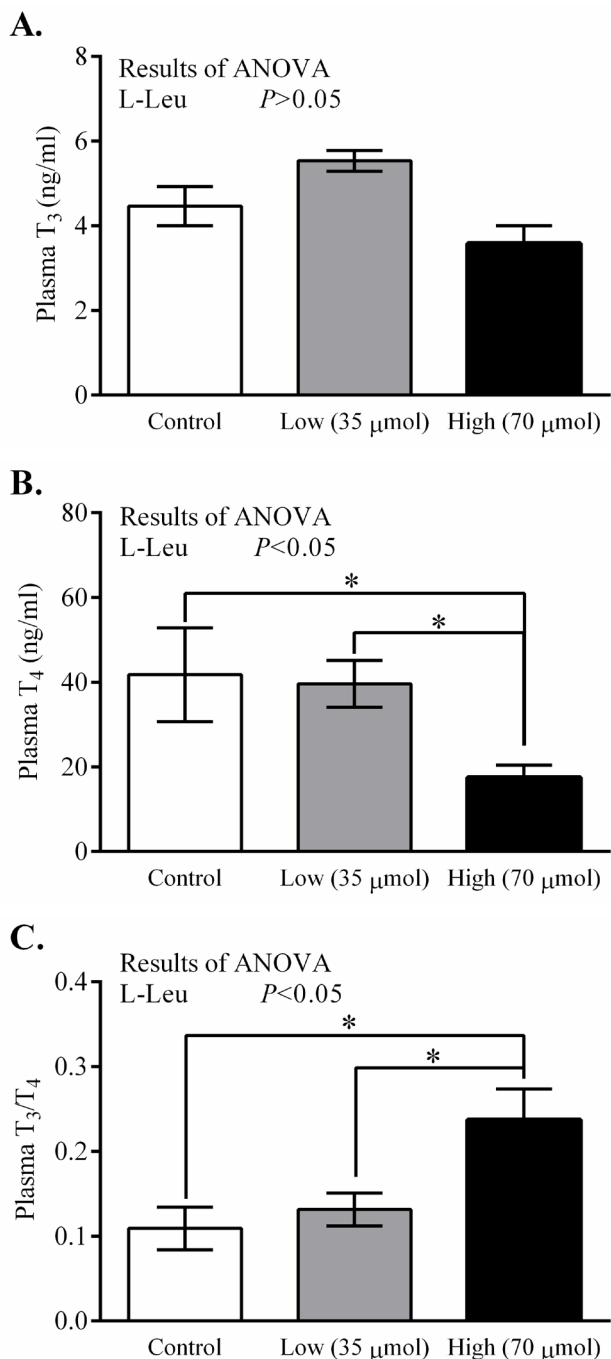 A.
Results of ANOVA
L-Leu P>0.05
Plasma T₃ (ng/ml)
8
6
4
2
0
Control Low (35 μmol) High (70 μmol)
B.
Results of ANOVA
L-Leu P<0.05
Plasma T₄ (ng/ml)
80
60
40
20
0
*
*
Control Low (35 μmol) High (70 μmol)
C.
Results of ANOVA
L-Leu P<0.05
Plasma T₃/T₄
0.4
0.3
0.2
0.1
0.0
*
*
Control Low (35 μmol) High (70 μmol)